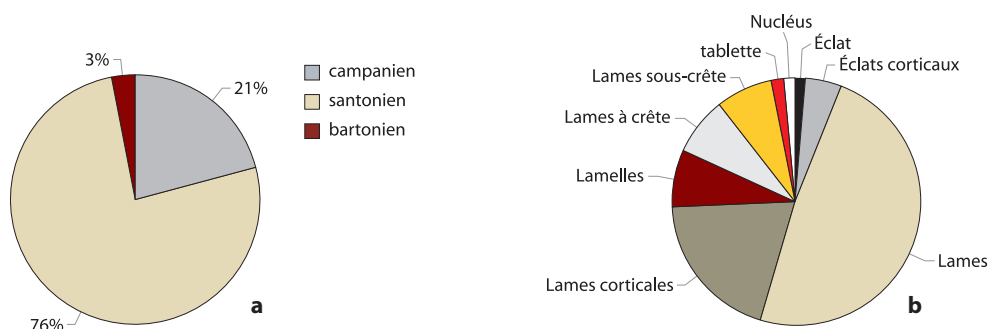 3%
21%
76%
campanien
santonien
bartonien
a
Nucléus
Éclat
tablette
Éclats corticaux
Lames sous-crête
Lames à crête
Lamelles
Lames
Lames corticales
b